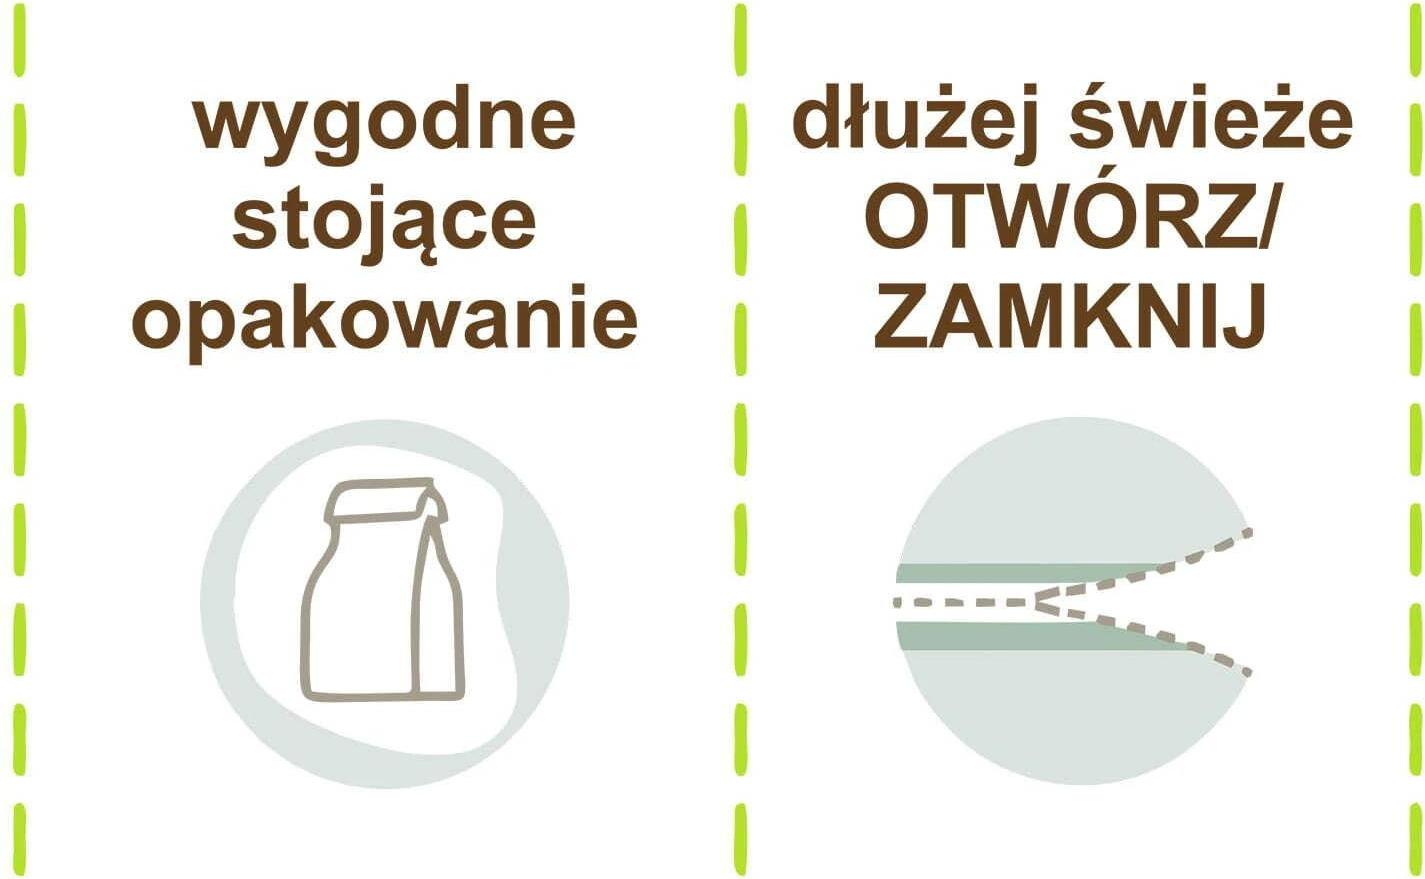 wygodne
stojące
opakowanie
dłużej świeże
OTWÓRZ/
ZAMKNIJ